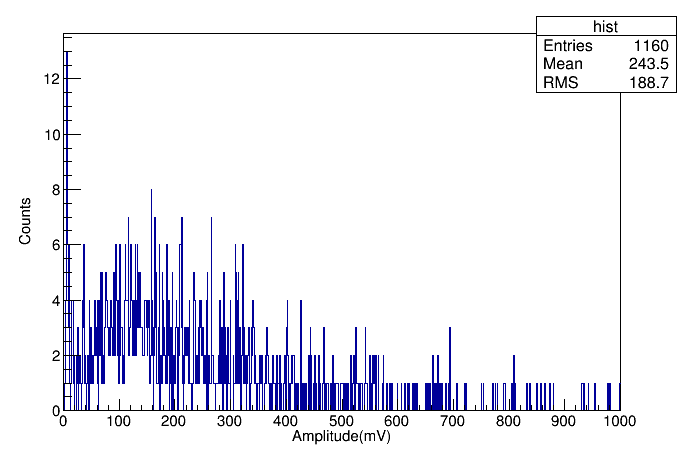 hist
Entries 1160
Mean 243.5
RMS 188.7
Counts
12
10
8
6
4
2
0
0 100 200 300 400 500 600 700 800 900 1000
Amplitude(mV)